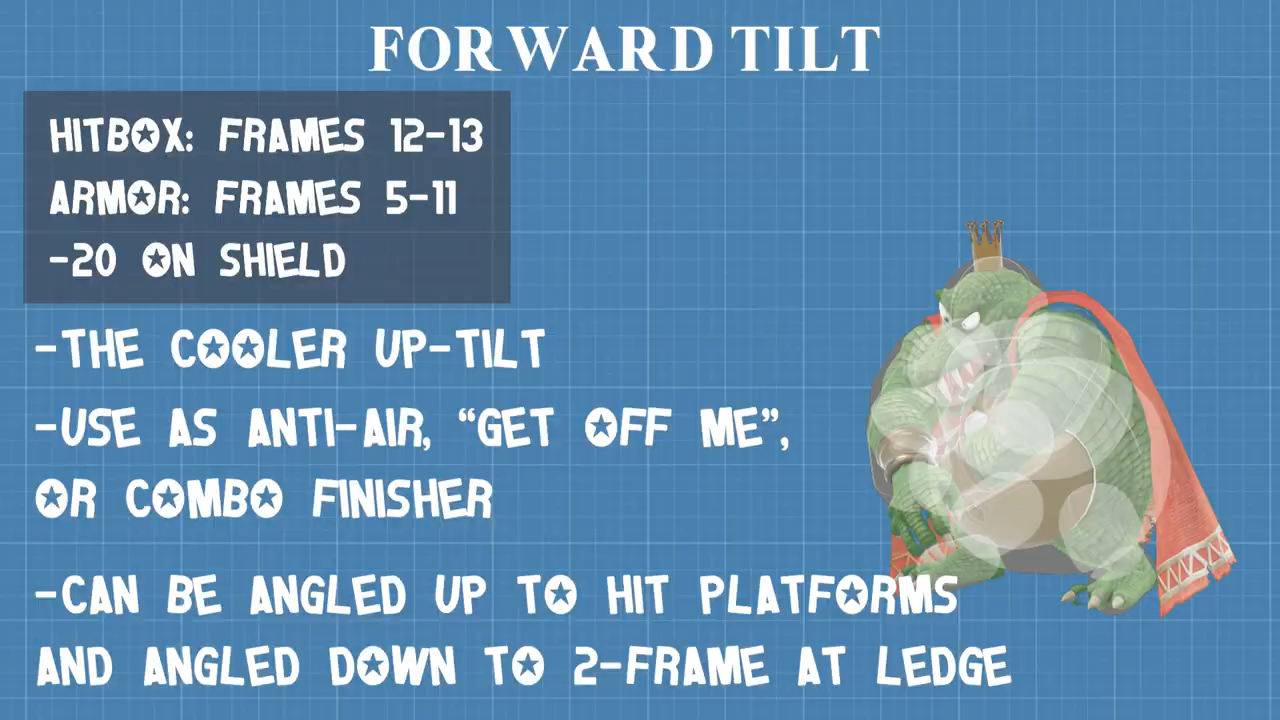 FORWARD TILT
HITBOX: FRAMES 12-13
ARMOR: FRAMES 5-11
-20 ON SHIELD
-THE COOLER UP-TILT
-USE AS ANTI-AIR, “GET OFF ME”,
OR COMBO FINISHER
-CAN BE ANGLED UP TO HIT PLATFORMS
AND ANGLED DOWN TO 2-FRAME AT LEDGE